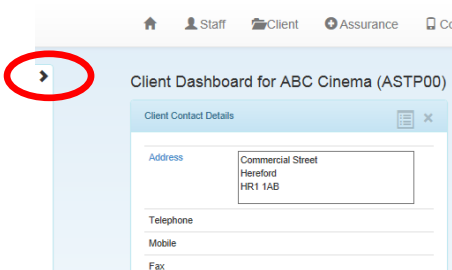 Staff Client Assurance Co
Client Dashboard for ABC Cinema (ASTP00)
Client Contact Details
Address Commercial Street
Hereford
HR1 1AB
Telephone
Mobile
Fax